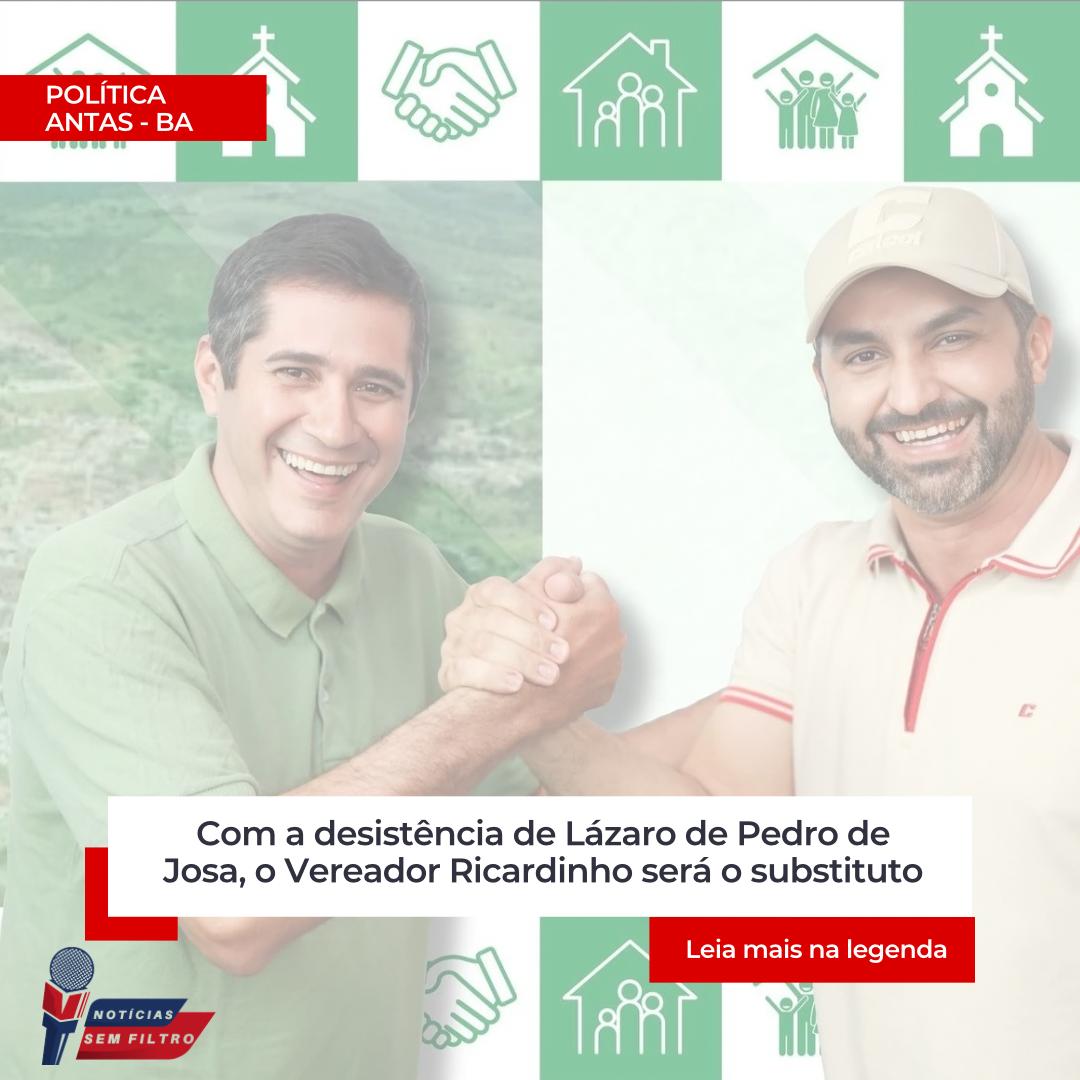 POLÍTICA
ANTAS - BA
Com a desistência de Lázaro de Pedro de
Josa, o Vereador Ricardinho será o substituto
Leia mais na legenda
NOTÍCIAS
SEM FILTRO